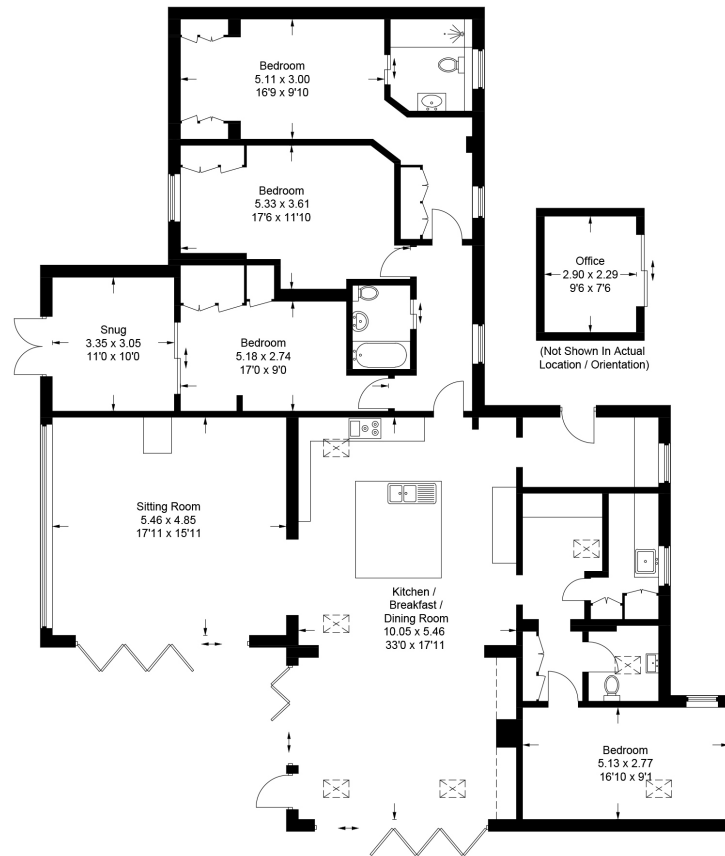 Bedroom
5.11 x 3.00
16'9 x 9'10
Bedroom
5.33 x 3.61
17'6 x 11'10
Office
2.90 x 2.29
9'6 x 7'6
(Not Shown In Actual
Location / Orientation)
Snug
3.35 x 3.05
11'0 x 10'0
Bedroom
5.18 x 2.74
17'0 x 9'0
Sitting Room
5.46 x 4.85
17'11 x 15'11
Kitchen /
Breakfast /
Dining Room
10.05 x 5.46
33'0 x 17'11
Bedroom
5.13 x 2.77
16'10 x 9'1